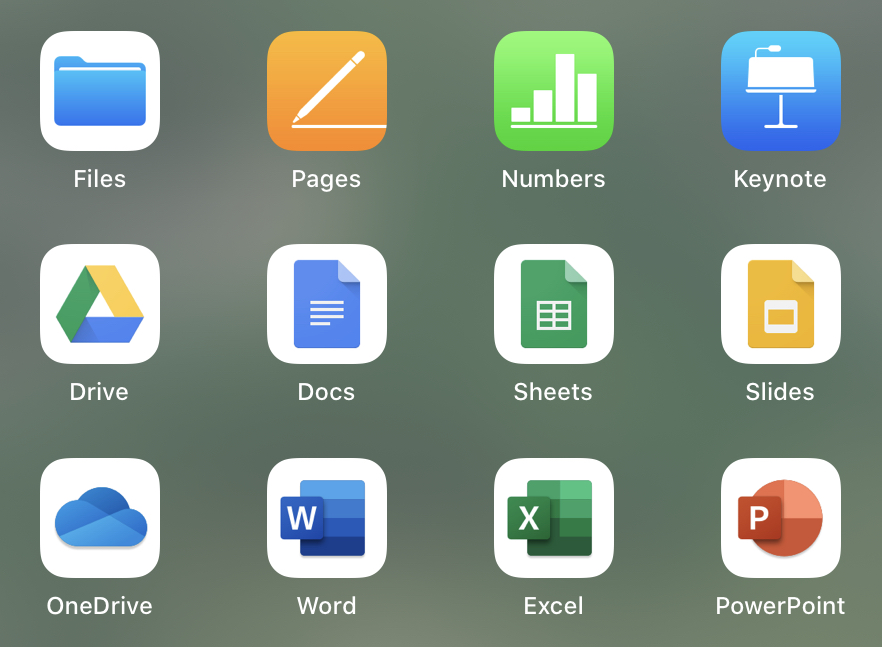 Files Pages Numbers Keynote
Drive Docs Sheets Slides
W X P
OneDrive Word Excel PowerPoint